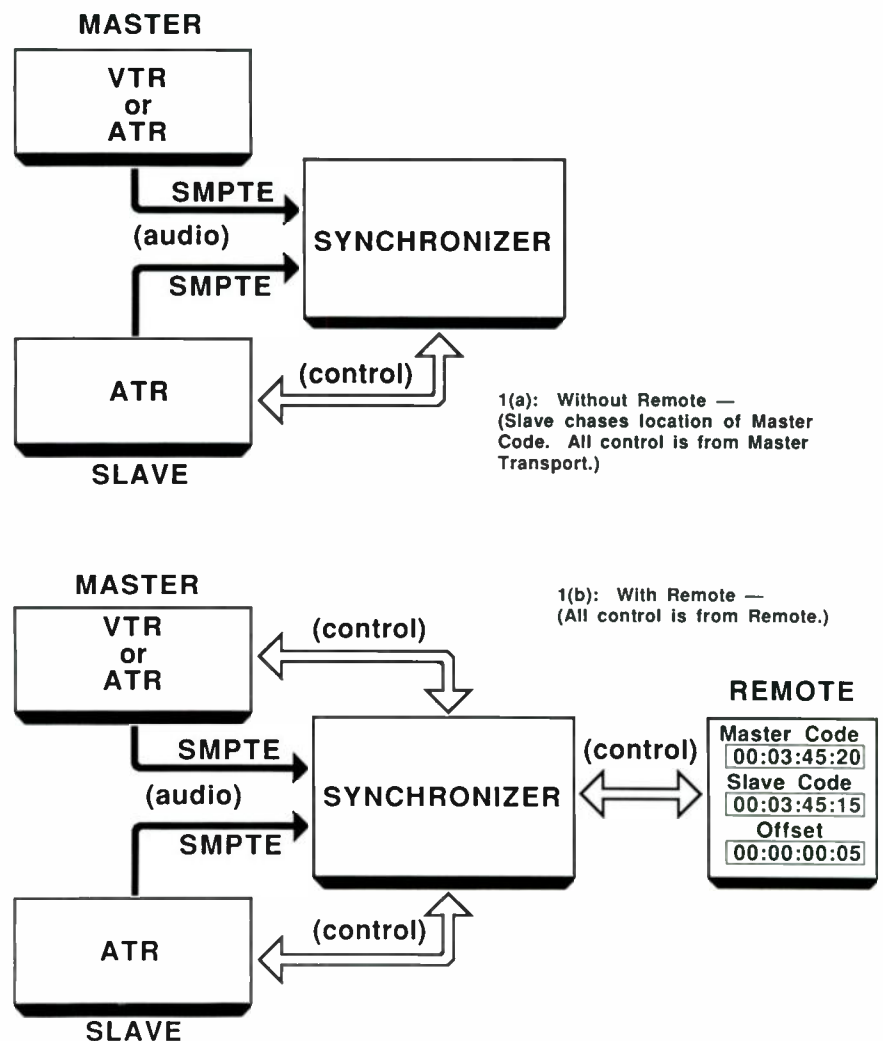 MASTER
VTR
or
ATR
SMPTE
(audio)
SMPTE
SYNCHRONIZER
ATR
(control)
SLAVE
1(a): Without Remote —
(Slave chases location of Master
Code. All control is from Master
Transport.)
MASTER
VTR
or
ATR
(control)
1(b): With Remote —
(All control is from Remote.)
SMPTE
(audio)
SMPTE
SYNCHRONIZER
(control)
REMOTE
Master Code
00:03:45:20
Slave Code
00:03:45:15
Offset
00:00:00:05
ATR
(control)
SLAVE